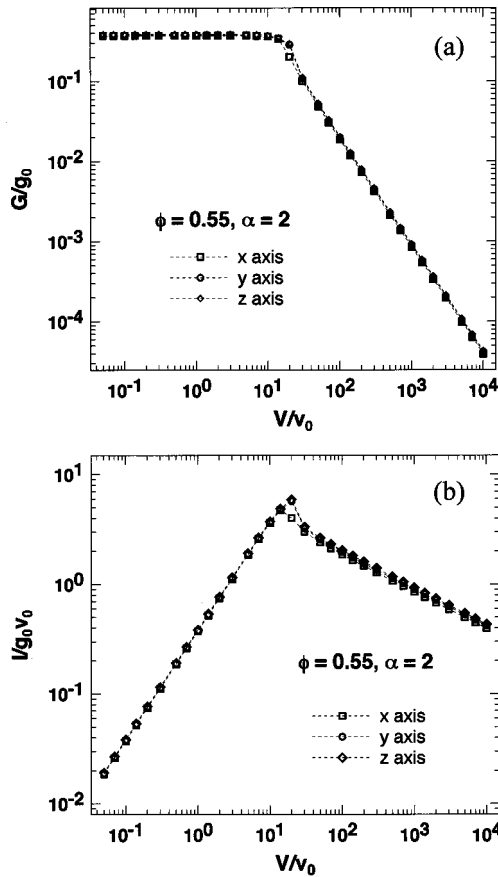 (a)
10⁻¹
10⁻²
10⁻³
10⁻⁴
G/g₀
ϕ = 0.55, α = 2
x axis
y axis
z axis
10⁻¹ 10⁰ 10¹ 10² 10³ 10⁴
V/v₀
(b)
10¹
10⁰
10⁻¹
10⁻²
I/g₀v₀
ϕ = 0.55, α = 2
x axis
y axis
z axis
10⁻¹ 10⁰ 10¹ 10² 10³ 10⁴
V/v₀